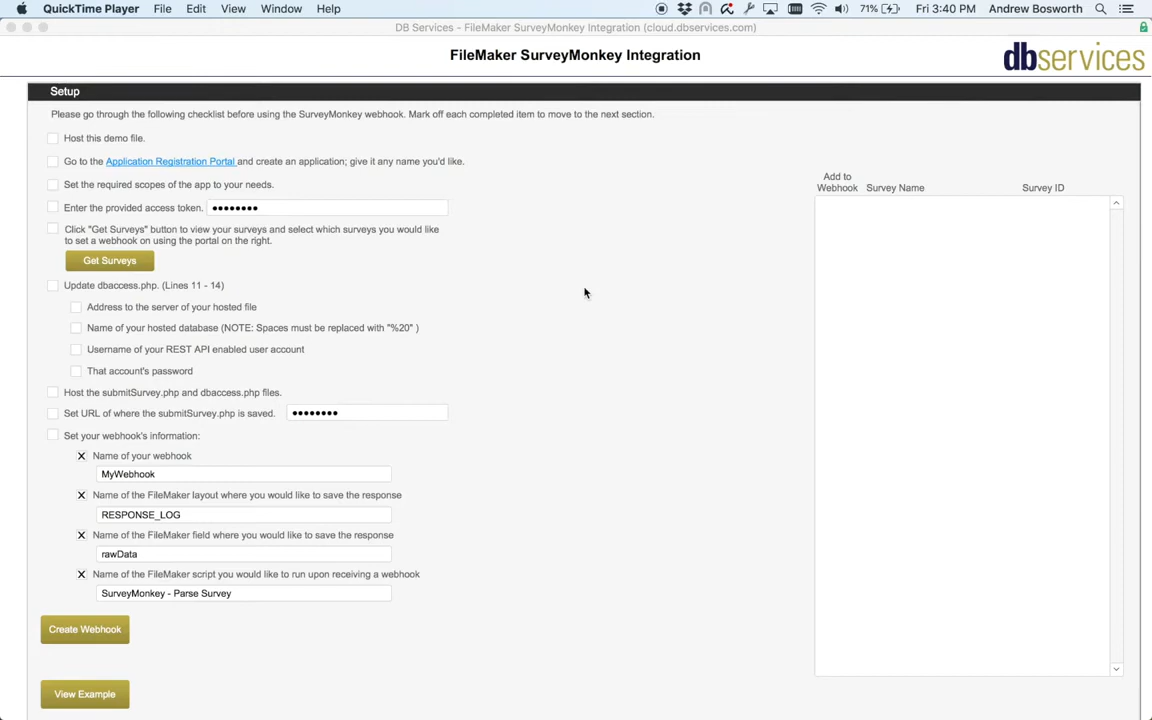 QuickTime Player File Edit View Window Help 71% Fri 3:40 PM Andrew Bosworth
DB Services - FileMaker SurveyMonkey Integration (cloud.dbservices.com)
FileMaker SurveyMonkey Integration
dbservices
Setup
Please go through the following checklist before using the SurveyMonkey webhook. Mark off each completed item to move to the next section.
Host this demo file.
Go to the Application Registration Portal and create an application; give it any name you'd like.
Set the required scopes of the app to your needs.
Enter the provided access token. ••••••••
Click "Get Surveys" button to view your surveys and select which surveys you would like
to set a webhook on using the portal on the right.
Get Surveys
Update dbaccess.php. (Lines 11 - 14)
Address to the server of your hosted file
Name of your hosted database (NOTE: Spaces must be replaced with "%20" )
Username of your REST API enabled user account
That account's password
Host the submitSurvey.php and dbaccess.php files.
Set URL of where the submitSurvey.php is saved. ••••••••
Set your webhook's information:
X Name of your webhook
MyWebhook
X Name of the FileMaker layout where you would like to save the response
RESPONSE_LOG
X Name of the FileMaker field where you would like to save the response
rawData
X Name of the FileMaker script you would like to run upon receiving a webhook
SurveyMonkey - Parse Survey
Create Webhook
View Example
Add to
Webhook Survey Name Survey ID